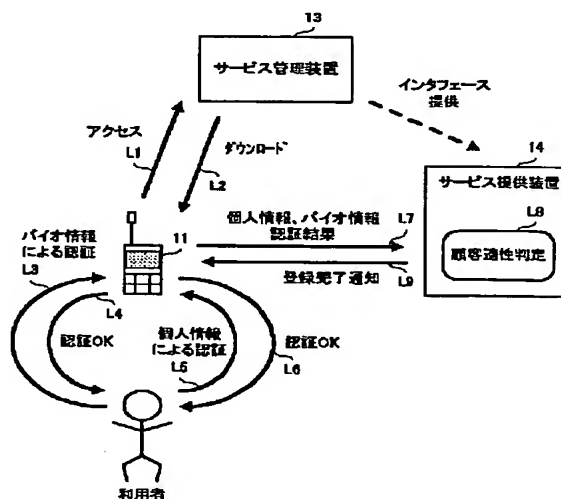 13
サービス管理装置
インタフェース
提供
アクセス
L1
ダウンロード
L2
14
サービス提供装置
L8
顧客適性判定
個人情報、バイオ情報
認証結果
L7
登録完了通知
L9
11
バイオ情報
による認証
L3
L4
認証OK
個人情報
による認証
L5
認証OK
L6
利用者